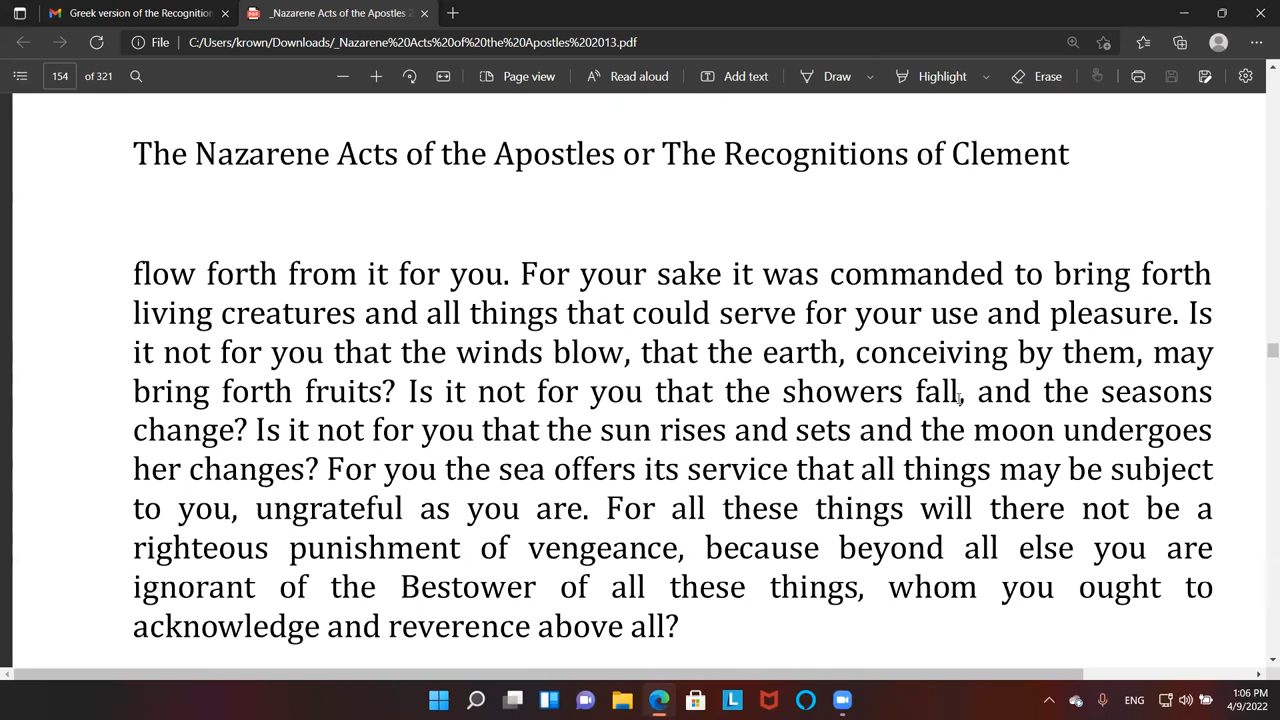 Greek version of the Recognition
_Nazarene Acts of the Apostles 2
File
C:/Users/krown/Downloads/_Nazarene%20Acts%20of%20the%20Apostles%202013.pdf
154 of 321
Page view
Read aloud
Add text
Draw
Highlight
Erase
The Nazarene Acts of the Apostles or The Recognitions of Clement
flow forth from it for you. For your sake it was commanded to bring forth
living creatures and all things that could serve for your use and pleasure. Is
it not for you that the winds blow, that the earth, conceiving by them, may
bring forth fruits? Is it not for you that the showers fall, and the seasons
change? Is it not for you that the sun rises and sets and the moon undergoes
her changes? For you the sea offers its service that all things may be subject
to you, ungrateful as you are. For all these things will there not be a
righteous punishment of vengeance, because beyond all else you are
ignorant of the Bestower of all these things, whom you ought to
acknowledge and reverence above all?
L
ENG
1:06 PM
4/9/2022